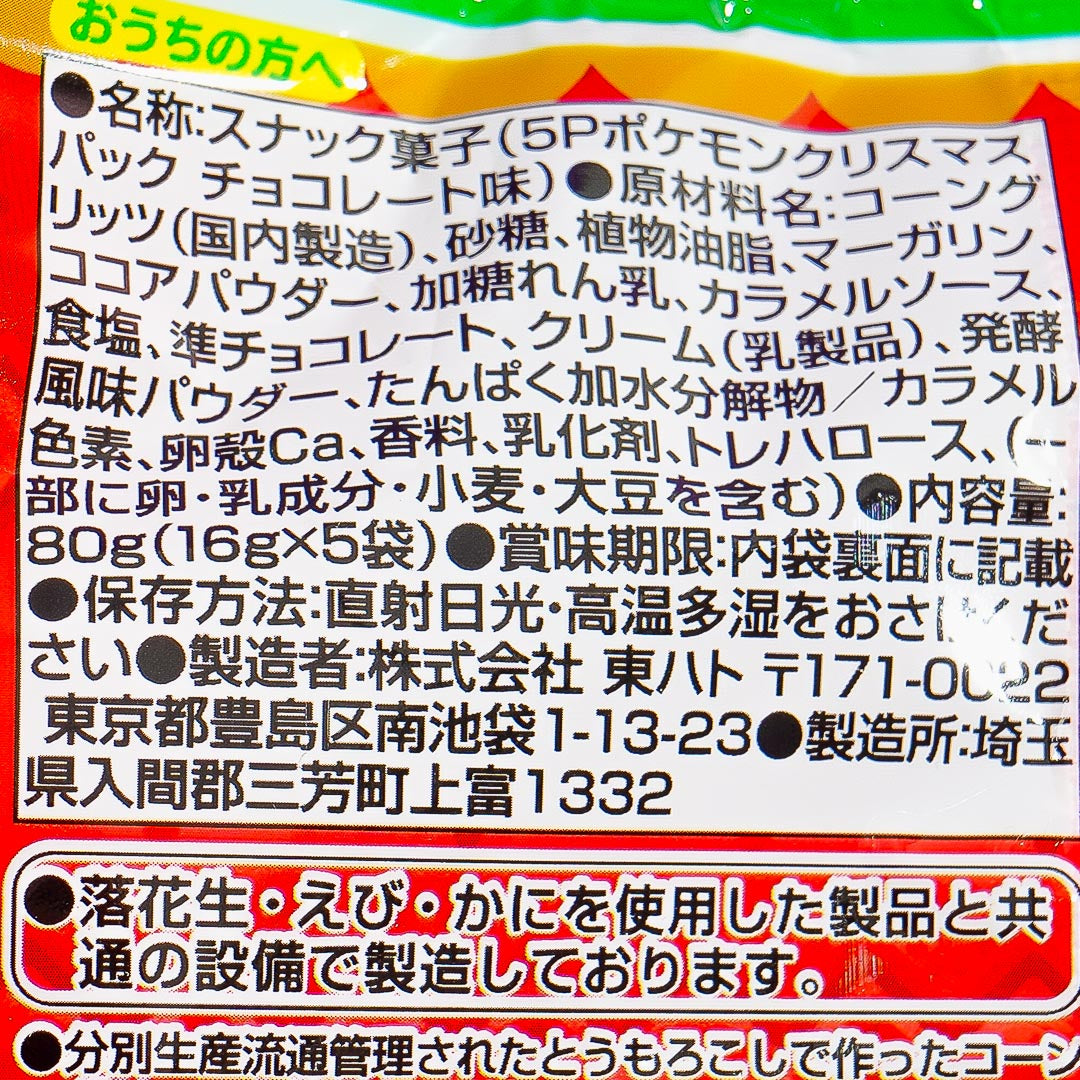 おうちの方へ
●名称:スナック菓子(5Pポケモンクリスマス
パック チョコレート味)●原材料名:コーング
リッツ(国内製造)、砂糖、植物油脂、マーガリン、
ココアパウダー、加糖れん乳、カラメルソース、
食塩、準チョコレート、クリーム(乳製品)、発酵
風味パウダー、たんぱく加水分解物/カラメル
色素、卵殻Ca、香料、乳化剤、トレハロース、(一
部に卵・乳成分・小麦・大豆を含む)●内容量:
80g(16g×5袋)●賞味期限:内袋裏面に記載
●保存方法:直射日光・高温多湿をおさけくだ
さい●製造者:株式会社 東ハト 〒171-0022
東京都豊島区南池袋1-13-23●製造所:埼玉
県入間郡三芳町上富1332
●落花生・えび・かにを使用した製品と共
通の設備で製造しております。
●分別生産流通管理されたとうもろこしで作ったコーン